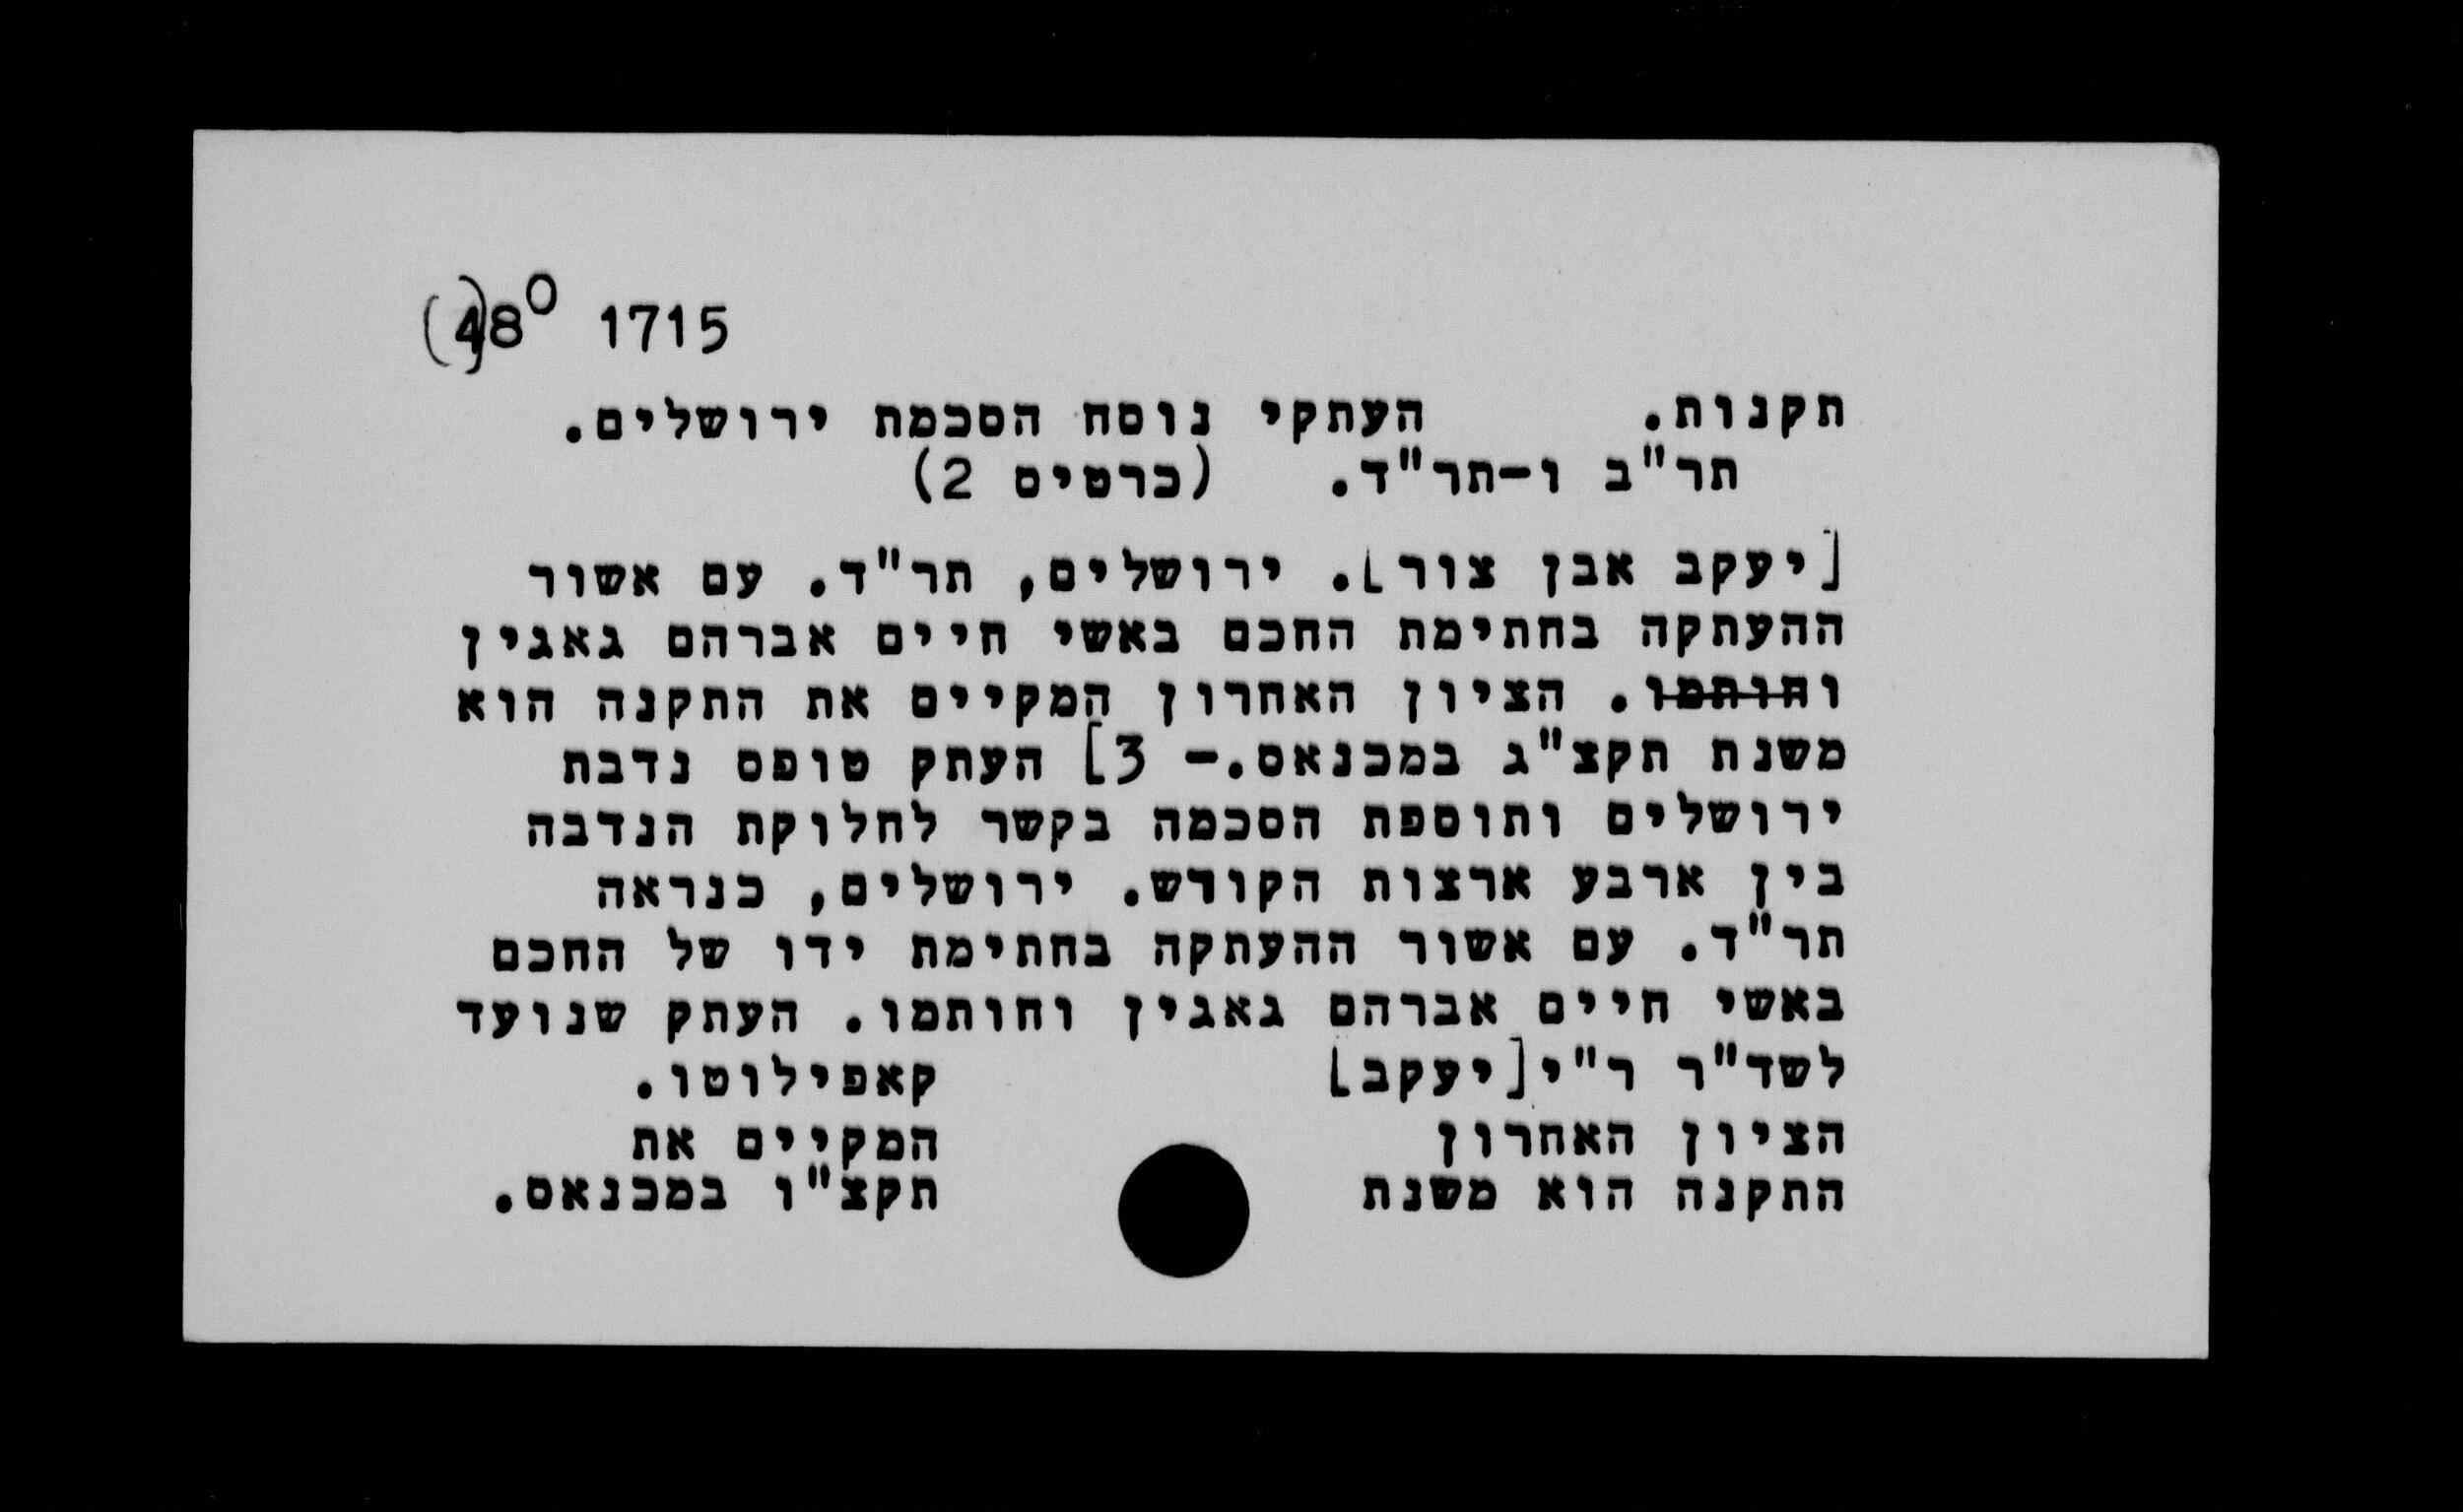 (4)8° 1715
תקנות. העתקי נוסח הסכמת ירושלים.
תר"ב ו-תר"ד. (כרטיס 2)
[יעקב אבן צור]. ירושלים, תר"ד. עם אשור
ההעתקה בחתימת החכם באשי חיים אברהם גאגין
וחותמו. הציון האחרון המקיים את התקנה הוא
משנת תקצ"ג במכנאס.- 3] העתק טופס נדבת
ירושלים ותוספת הסכמה בקשר לחלוקת הנדבה
בין ארבע ארצות הקודש. ירושלים, כנראה
תר"ד. עם אשור ההעתקה בחתימת ידו של החכם
באשי חיים אברהם גאגין וחותמו. העתק שנועד
לשד"ר ר"י[יעקב] קאפילוטו.
הציון האחרון המקיים את
התקנה הוא משנת תקצ"ו במכנאס.